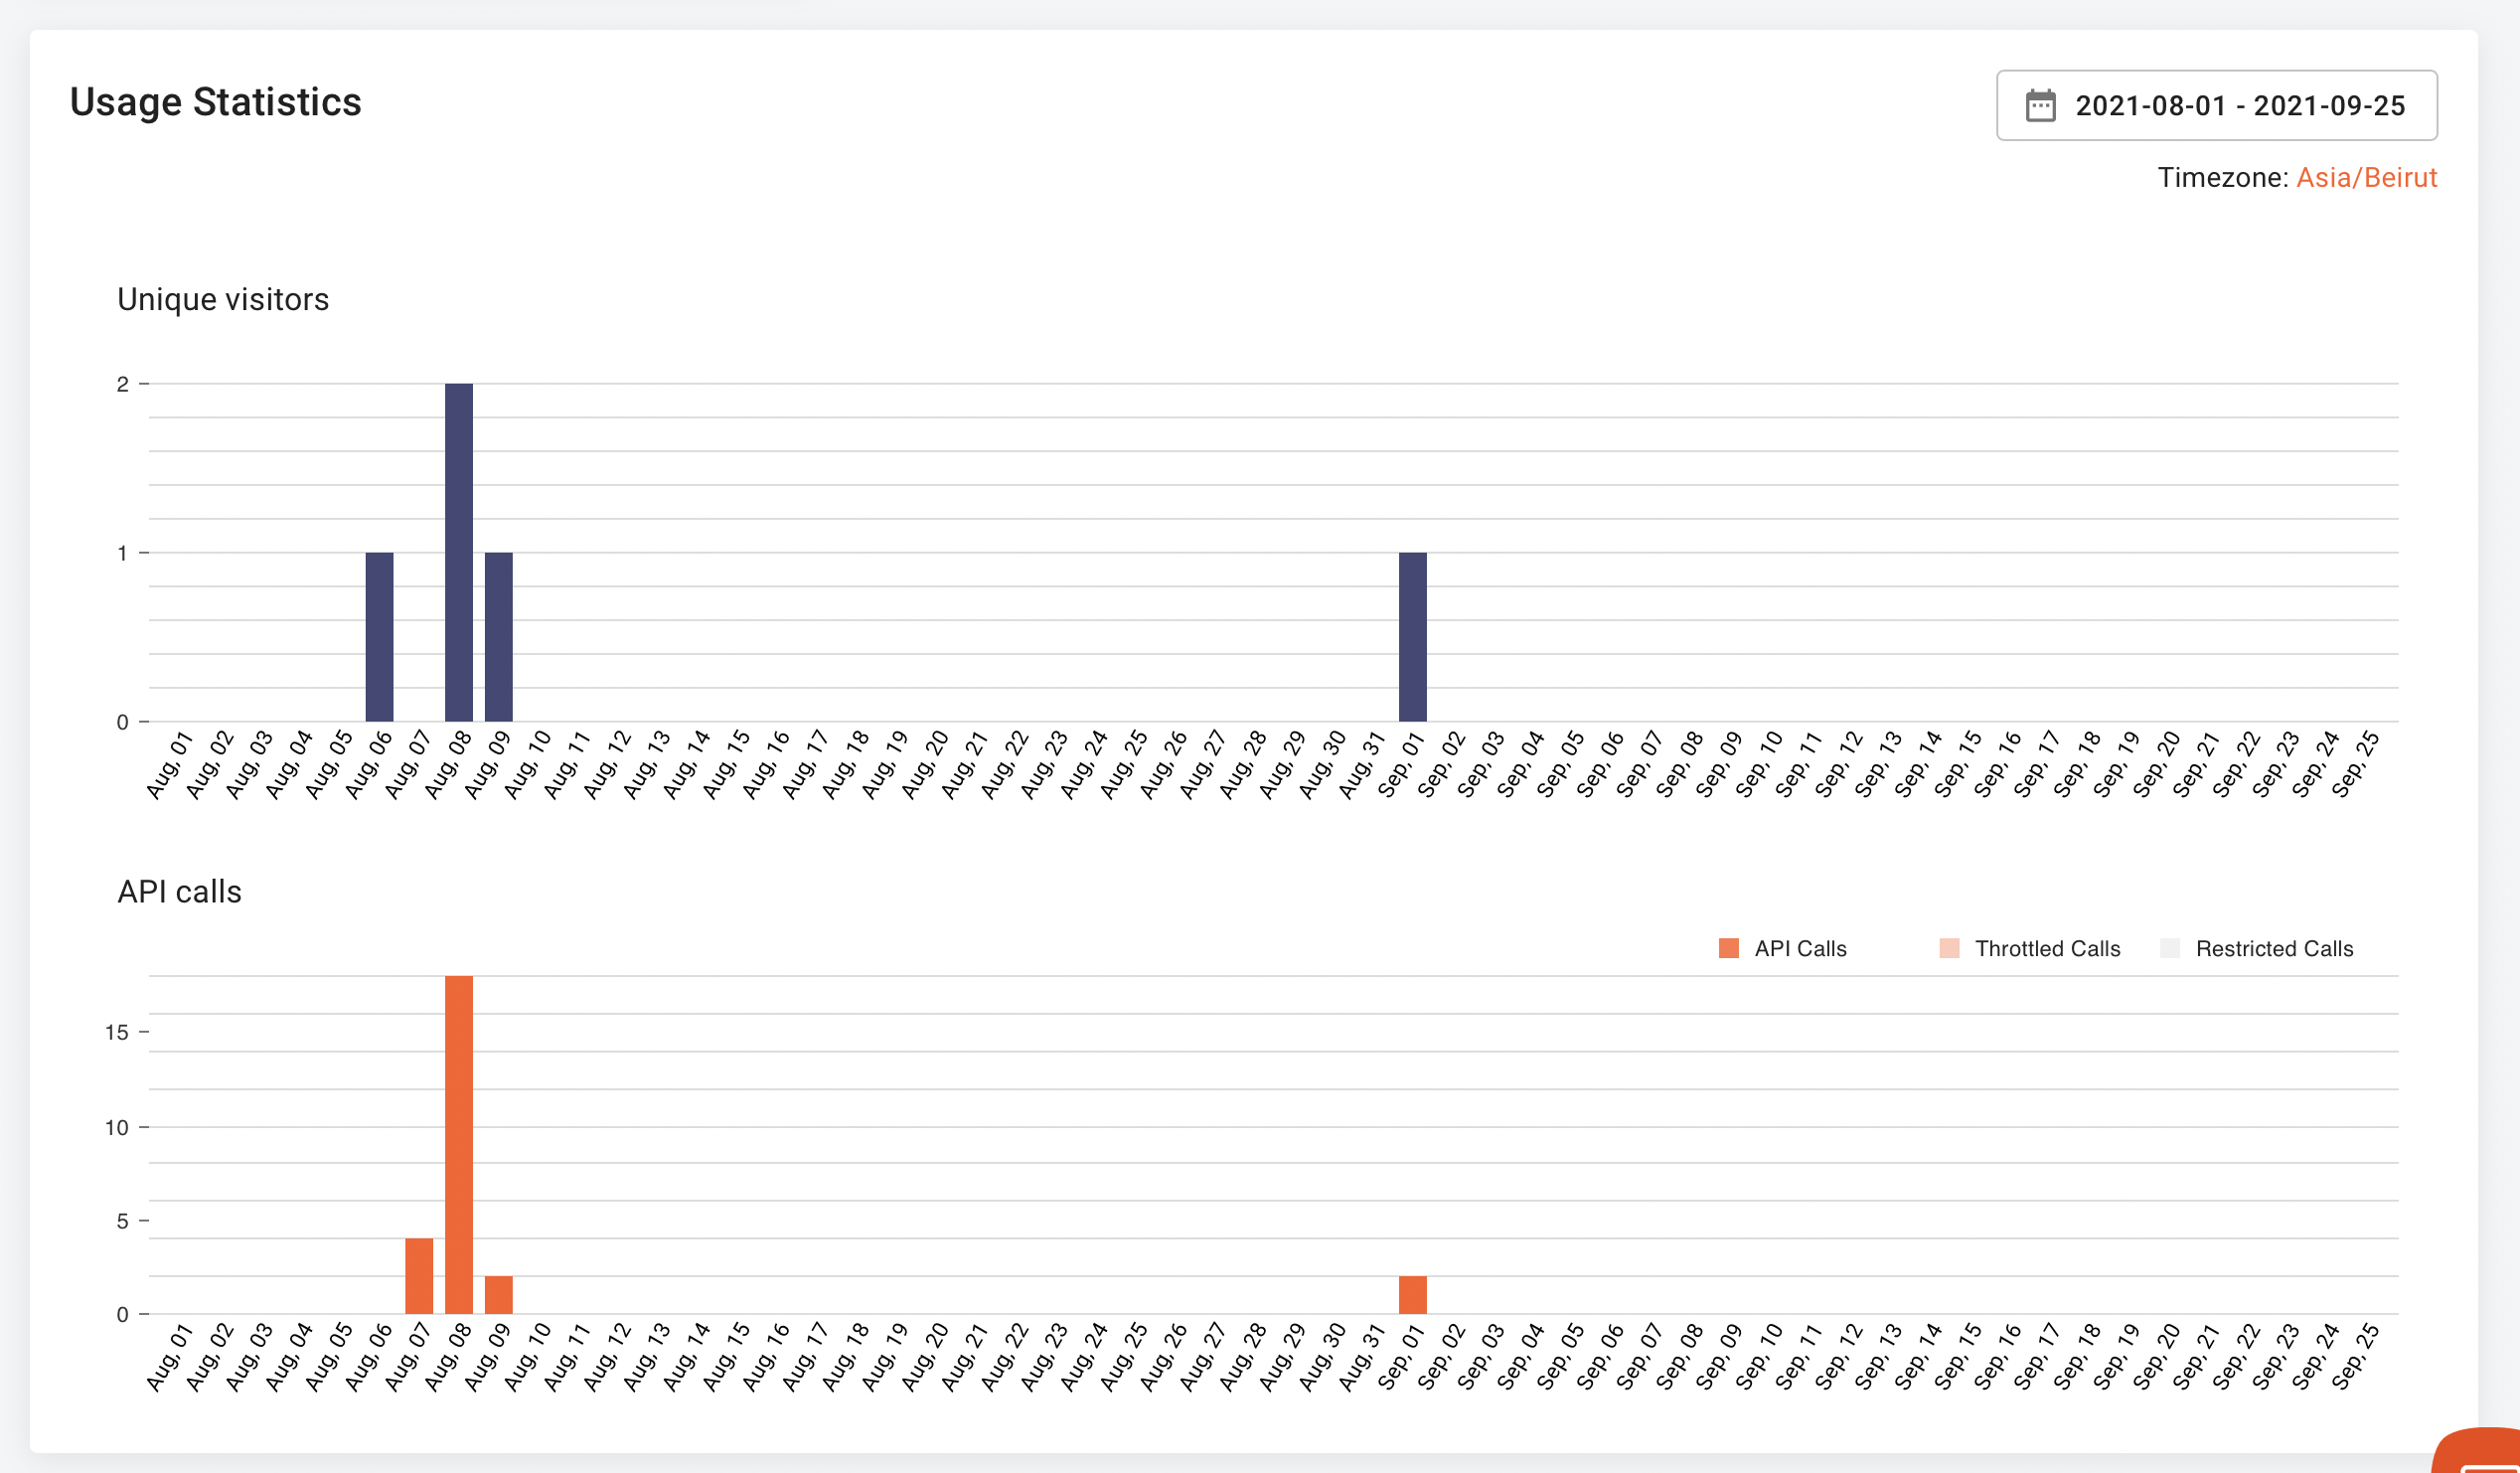 Usage Statistics
2021-08-01 - 2021-09-25
Timezone: Asia/Beirut
Unique visitors
2
1
0
Aug, 01 Aug, 02 Aug, 03 Aug, 04 Aug, 05 Aug, 06 Aug, 07 Aug, 08 Aug, 09 Aug, 10 Aug, 11 Aug, 12 Aug, 13 Aug, 14 Aug, 15 Aug, 16 Aug, 17 Aug, 18 Aug, 19 Aug, 20 Aug, 21 Aug, 22 Aug, 23 Aug, 24 Aug, 25 Aug, 26 Aug, 27 Aug, 28 Aug, 29 Aug, 30 Aug, 31 Sep, 01 Sep, 02 Sep, 03 Sep, 04 Sep, 05 Sep, 06 Sep, 07 Sep, 08 Sep, 09 Sep, 10 Sep, 11 Sep, 12 Sep, 13 Sep, 14 Sep, 15 Sep, 16 Sep, 17 Sep, 18 Sep, 19 Sep, 20 Sep, 21 Sep, 22 Sep, 23 Sep, 24 Sep, 25
API calls
API Calls Throttled Calls Restricted Calls
15
10
5
0
Aug, 01 Aug, 02 Aug, 03 Aug, 04 Aug, 05 Aug, 06 Aug, 07 Aug, 08 Aug, 09 Aug, 10 Aug, 11 Aug, 12 Aug, 13 Aug, 14 Aug, 15 Aug, 16 Aug, 17 Aug, 18 Aug, 19 Aug, 20 Aug, 21 Aug, 22 Aug, 23 Aug, 24 Aug, 25 Aug, 26 Aug, 27 Aug, 28 Aug, 29 Aug, 30 Aug, 31 Sep, 01 Sep, 02 Sep, 03 Sep, 04 Sep, 05 Sep, 06 Sep, 07 Sep, 08 Sep, 09 Sep, 10 Sep, 11 Sep, 12 Sep, 13 Sep, 14 Sep, 15 Sep, 16 Sep, 17 Sep, 18 Sep, 19 Sep, 20 Sep, 21 Sep, 22 Sep, 23 Sep, 24 Sep, 25